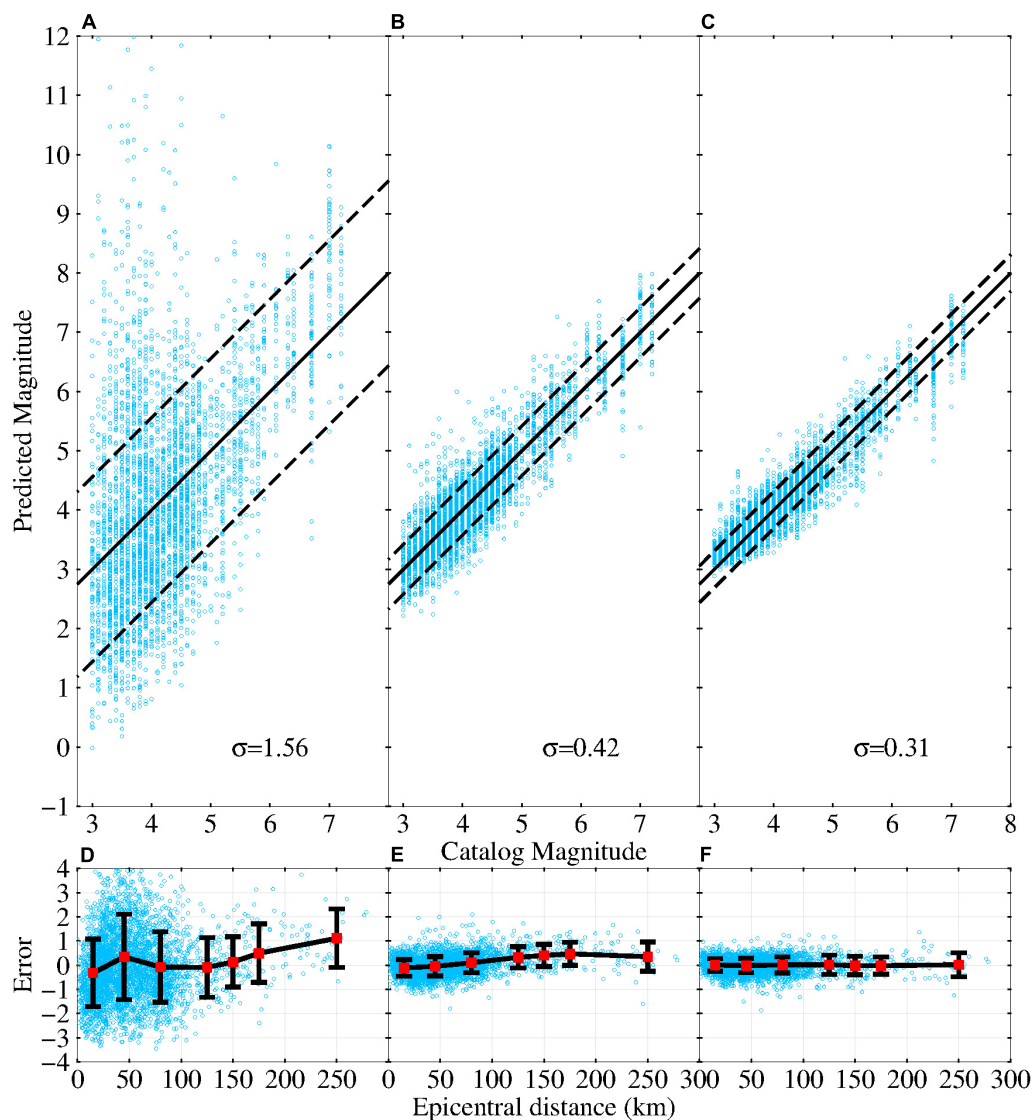 A B C
12
11
10
9
8
7
6
5
4
3
2
1
0
−1
Predicted Magnitude
σ=1.56 σ=0.42 σ=0.31
3 4 5 6 7 3 4 5 6 7 3 4 5 6 7 8
Catalog Magnitude
D E F
4
3
2
1
0
−1
−2
−3
−4
Error
0 50 100 150 200 250 300 50 100 150 200 250 300 50 100 150 200 250 300
Epicentral distance (km)